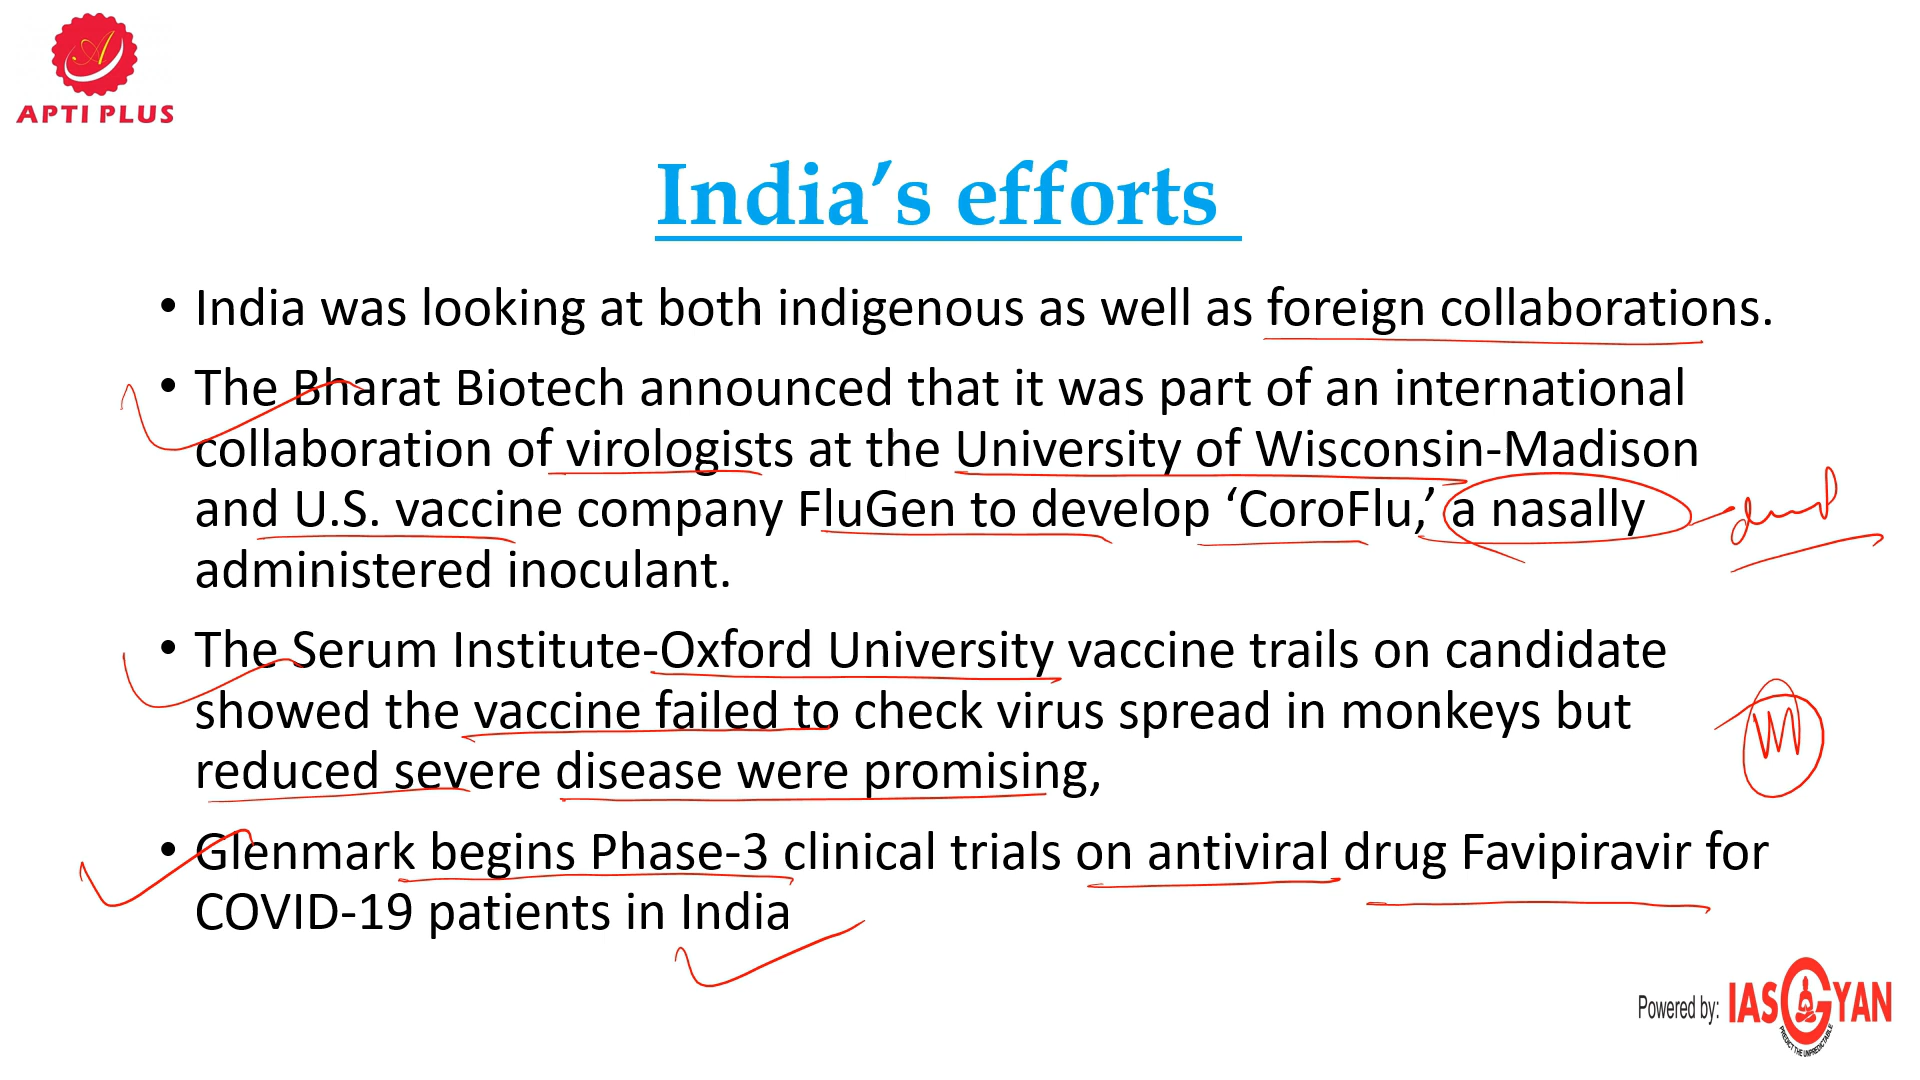 APTI PLUS
India’s efforts
• India was looking at both indigenous as well as foreign collaborations.
• The Bharat Biotech announced that it was part of an international
collaboration of virologists at the University of Wisconsin-Madison
and U.S. vaccine company FluGen to develop ‘CoroFlu,’ a nasally
administered inoculant.
• The Serum Institute-Oxford University vaccine trails on candidate
showed the vaccine failed to check virus spread in monkeys but
reduced severe disease were promising,
• Glenmark begins Phase-3 clinical trials on antiviral drug Favipiravir for
COVID-19 patients in India
Powered by: IASGYAN
PREDICT THE UNPREDICTABLE